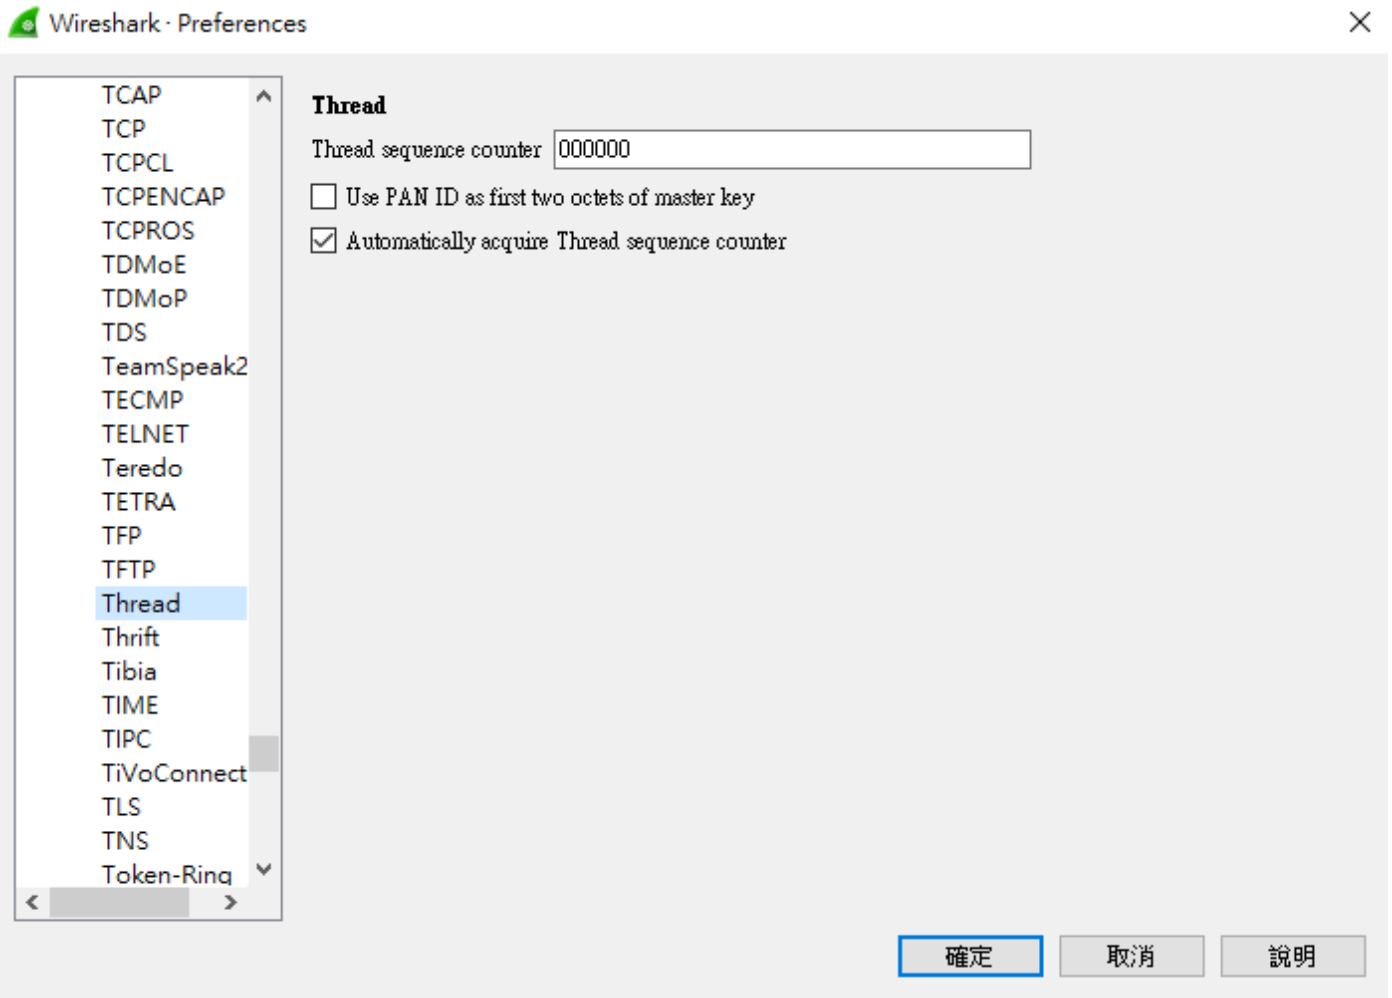 Wireshark · Preferences
TCAP
TCP
TCPCL
TCPENCAP
TCPROS
TDMoE
TDMoP
TDS
TeamSpeak2
TECMP
TELNET
Teredo
TETRA
TFP
TFTP
Thread
Thrift
Tibia
TIME
TIPC
TiVoConnect
TLS
TNS
Token-Ring
Thread
Thread sequence counter 000000
Use PAN ID as first two octets of master key
Automatically acquire Thread sequence counter
確定 取消 說明